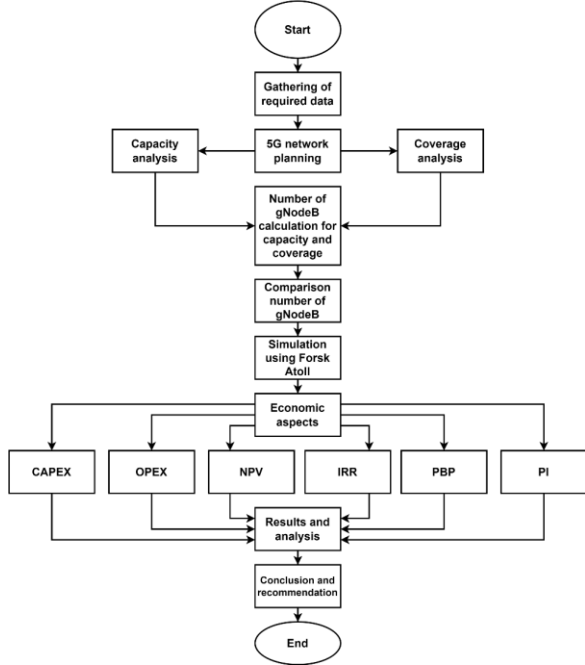 Start
Gathering of
required data
Capacity
analysis
5G network
planning
Coverage
analysis
Number of
gNodeB
calculation for
capacity and
coverage
Comparison
number of
gNodeB
Simulation
using Forsk
Atoll
Economic
aspects
CAPEX
OPEX
NPV
IRR
PBP
PI
Results and
analysis
Conclusion and
recommendation
End